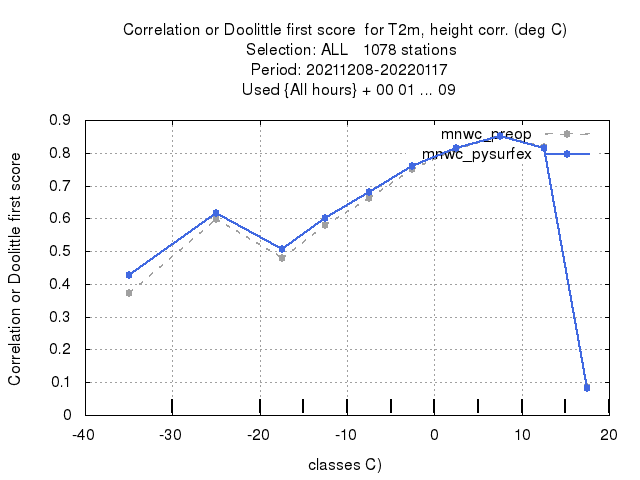 Correlation or Doolittle first score  for T2m, height corr. (deg C)
Selection: ALL   1078 stations
Period: 20211208-20220117
Used {All hours} + 00 01 ... 09
mnwc_preop
mnwc_pysurfex
Correlation or Doolittle first score
0.9
0.8
0.7
0.6
0.5
0.4
0.3
0.2
0.1
0
-40 -30 -20 -10 0 10 20
classes C)